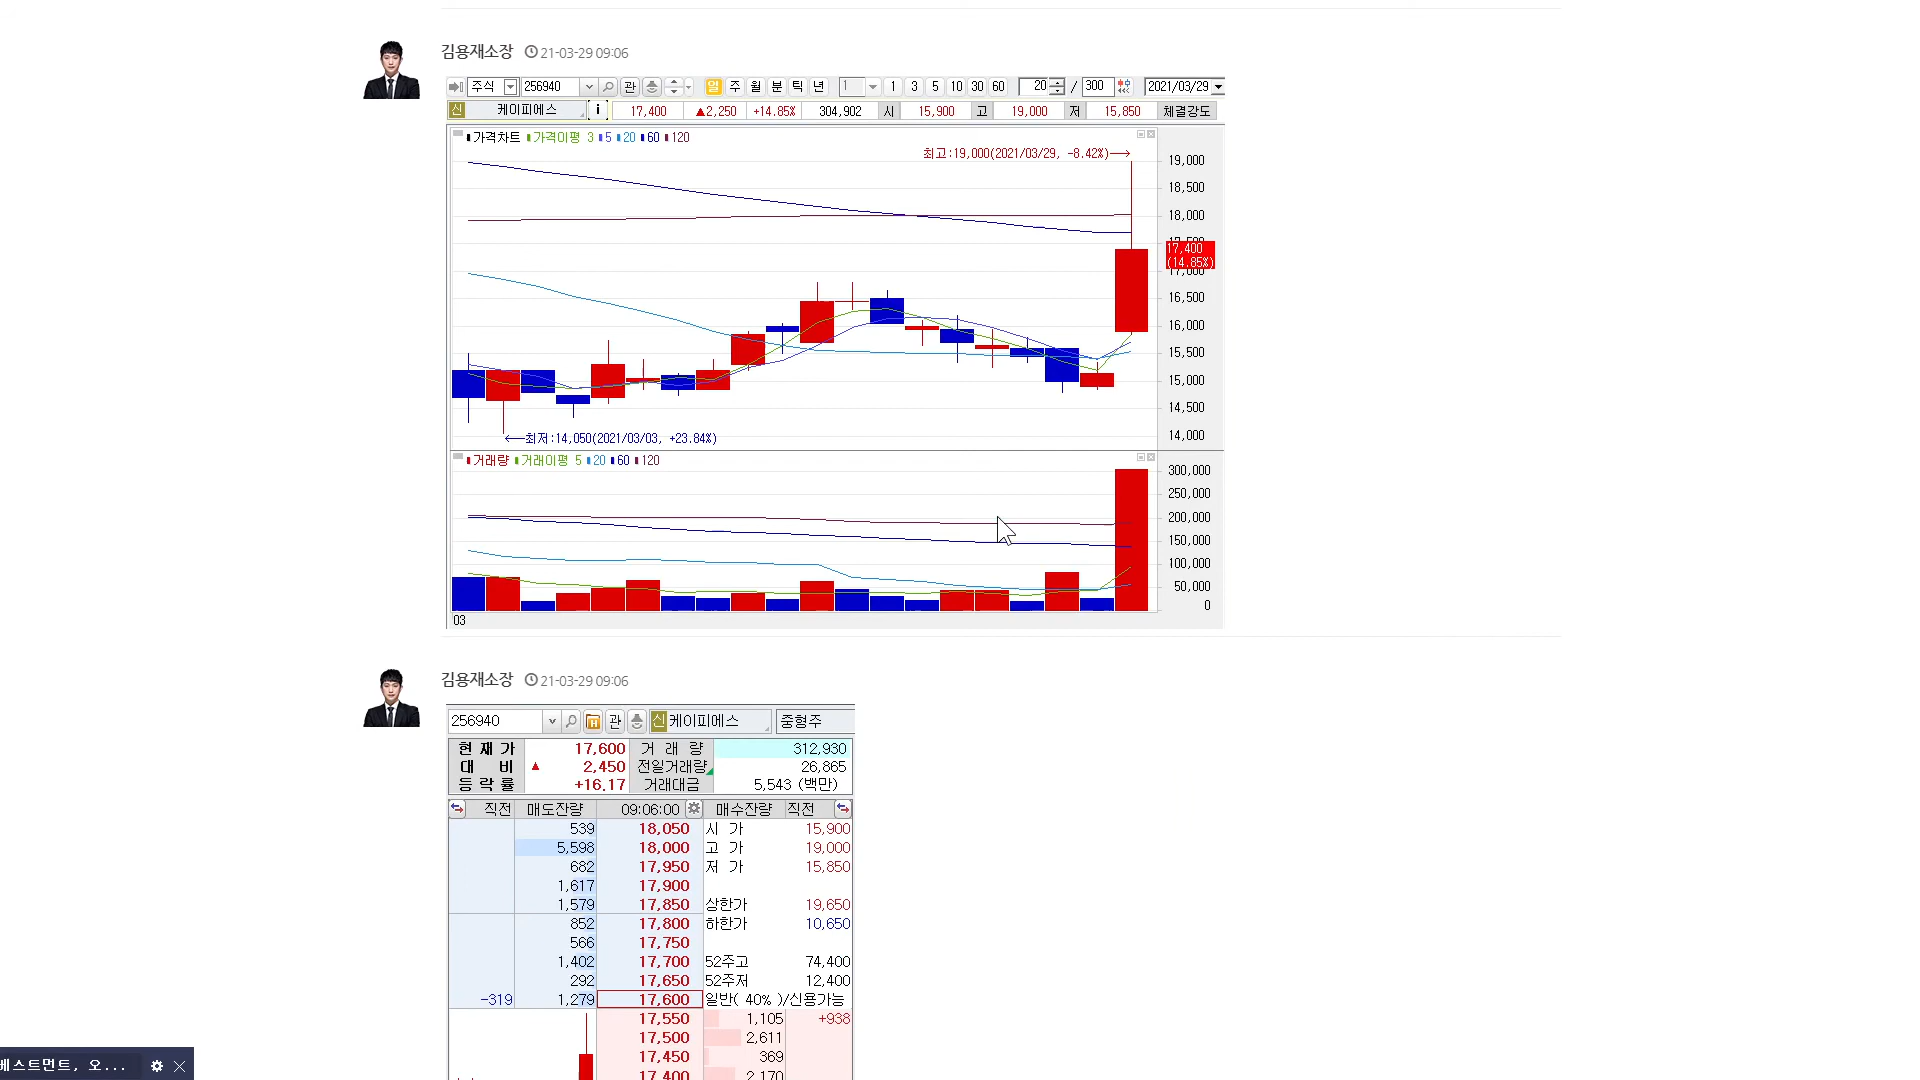 김용재소장 21-03-29 09:06
주식 256940 관 일 주 월 분 틱 년 1 1 3 5 10 30 60 20 / 300 2021/03/29
신 케이피에스 i 17,400 ▲2,250 +14.85% 304,902 시 15,900 고 19,000 저 15,850 체결강도
가격차트 가격이평 3 5 20 60 120
최고:19,000(2021/03/29, -8.42%)→
19,000
18,500
18,000
17,400
(14.85%)
17,000
16,500
16,000
15,500
15,000
14,500
14,000
←최저:14,050(2021/03/03, +23.84%)
거래량 거래이평 5 20 60 120
300,000
250,000
200,000
150,000
100,000
50,000
0
03
김용재소장 21-03-29 09:06
256940 관 신 케이피에스 중형주
현재가 17,600 거래량 312,930
대비 ▲ 2,450 전일거래량 26,865
등락률 +16.17 거래대금 5,543 (백만)
직전 매도잔량 09:06:00 매수잔량 직전
539 18,050 시가 15,900
5,598 18,000 고가 19,000
682 17,950 저가 15,850
1,617 17,900
1,579 17,850 상한가 19,650
852 17,800 하한가 10,650
566 17,750
1,402 17,700 52주고 74,400
292 17,650 52주저 12,400
-319 1,279 17,600 일반( 40% )/신용가능
17,550 1,105 +938
17,500 2,611
17,450 369
17,400 2,170
베스트먼트, 오...